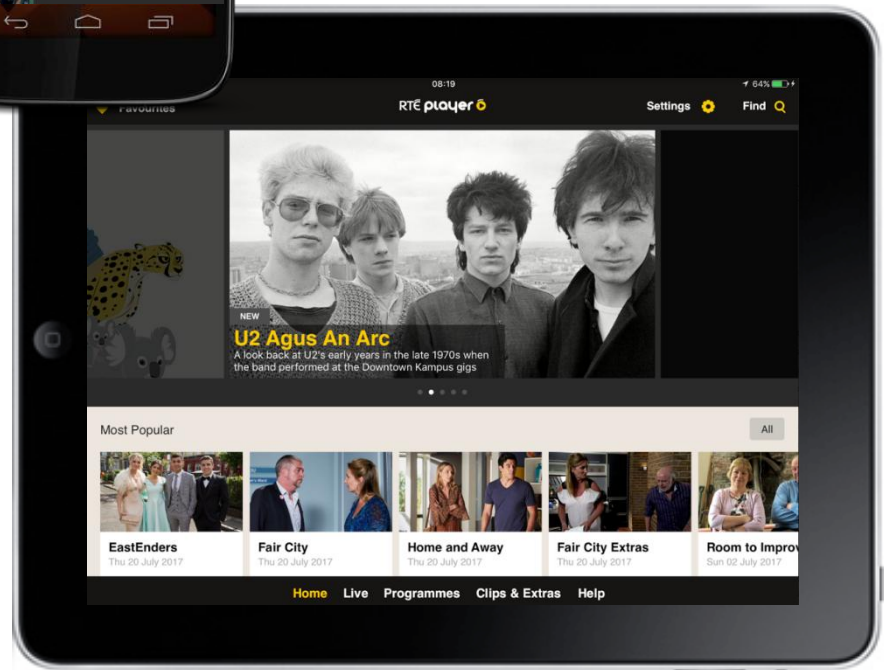 08:19
64%
Favourites
RTÉ player
Settings
Find
NEW
U2 Agus An Arc
A look back at U2's early years in the late 1970s when
the band performed at the Downtown Kampus gigs
Most Popular
All
EastEnders
Thu 20 July 2017
Fair City
Thu 20 July 2017
Home and Away
Thu 20 July 2017
Fair City Extras
Thu 20 July 2017
Room to Improv
Sun 02 July 2017
Home Live Programmes Clips & Extras Help